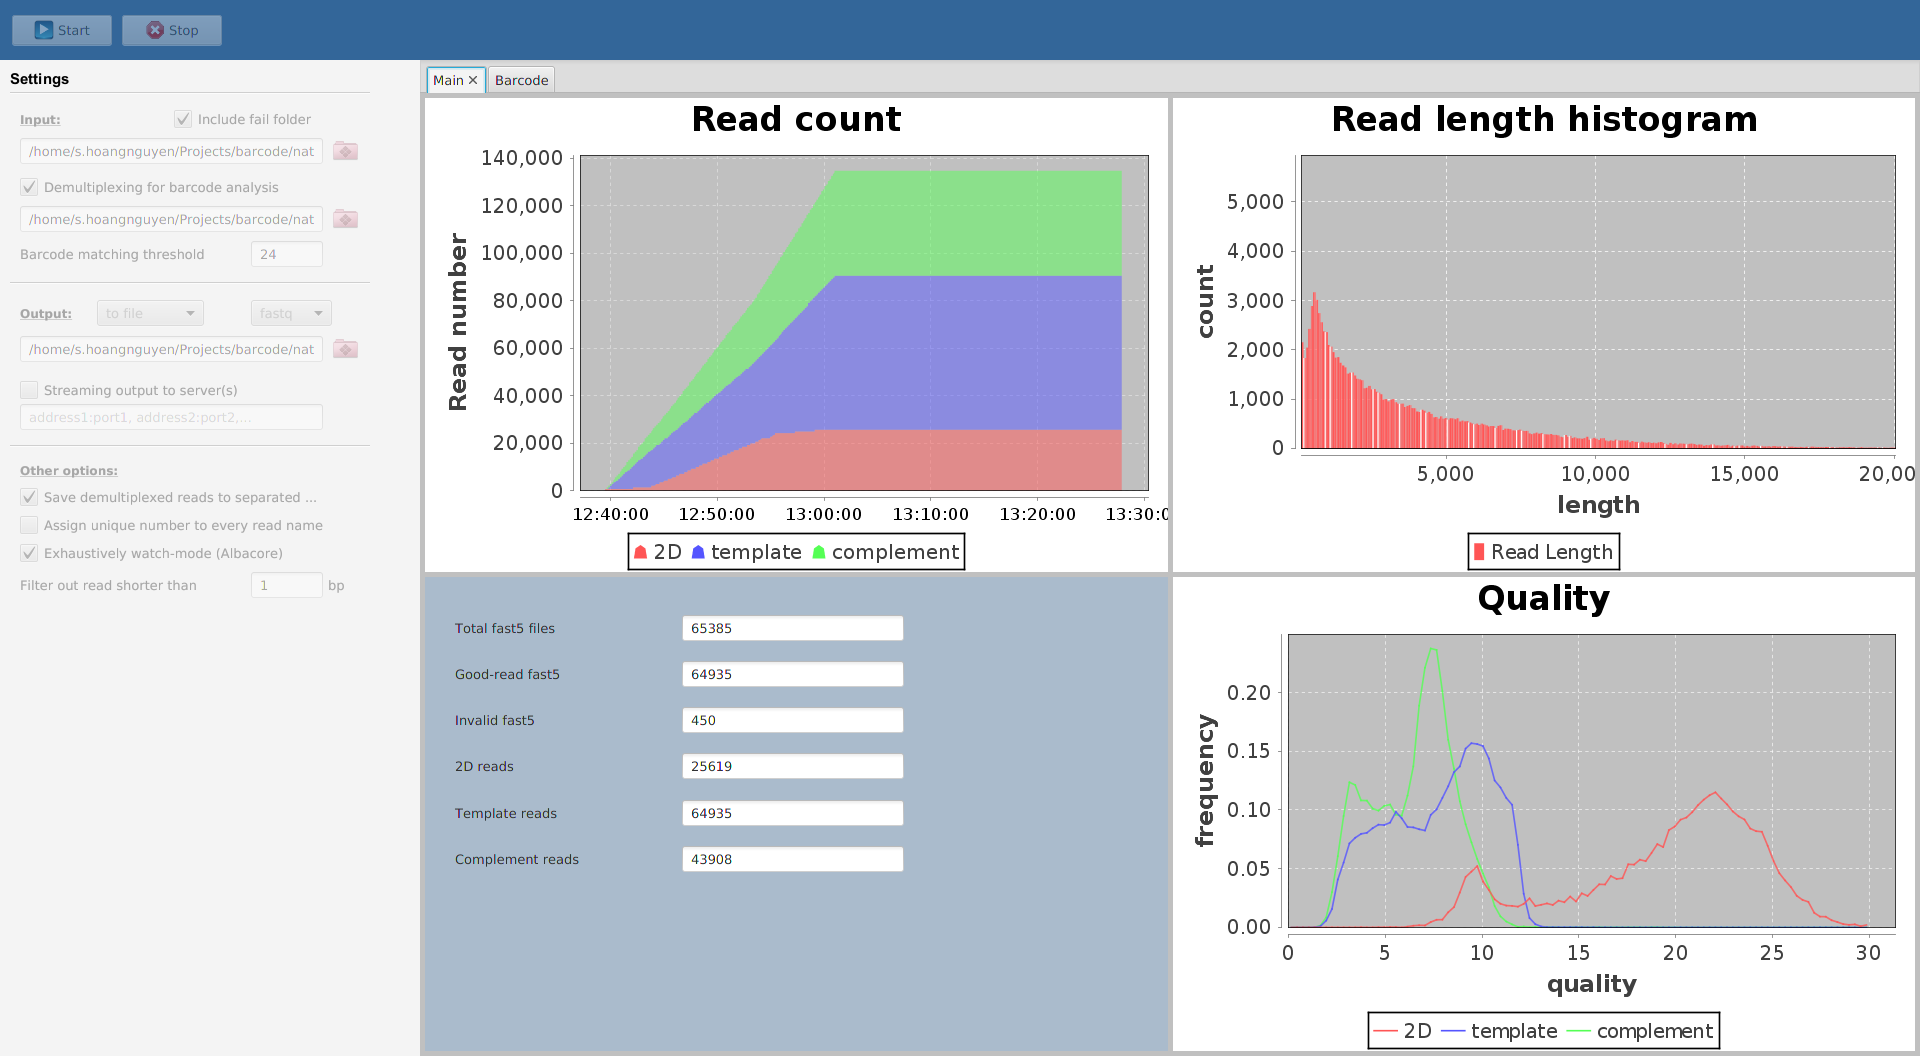 Start Stop
Settings
Input: Include fail folder
/home/s.hoangnguyen/Projects/barcode/nat
Demultiplexing for barcode analysis
/home/s.hoangnguyen/Projects/barcode/nat
Barcode matching threshold 24
Output: to file fastq
/home/s.hoangnguyen/Projects/barcode/nat
Streaming output to server(s)
address1:port1, address2:port2,...
Other options:
Save demultiplexed reads to separated ...
Assign unique number to every read name
Exhaustively watch-mode (Albacore)
Filter out read shorter than 1 bp
Main Barcode
Read count
Read number
140,000
120,000
100,000
80,000
60,000
40,000
20,000
0
12:40:00 12:50:00 13:00:00 13:10:00 13:20:00 13:30:0
2D template complement
Read length histogram
count
5,000
4,000
3,000
2,000
1,000
0
5,000 10,000 15,000 20,00
length
Read Length
Total fast5 files 65385
Good-read fast5 64935
Invalid fast5 450
2D reads 25619
Template reads 64935
Complement reads 43908
Quality
frequency
0.20
0.15
0.10
0.05
0.00
0 5 10 15 20 25 30
quality
2D template complement